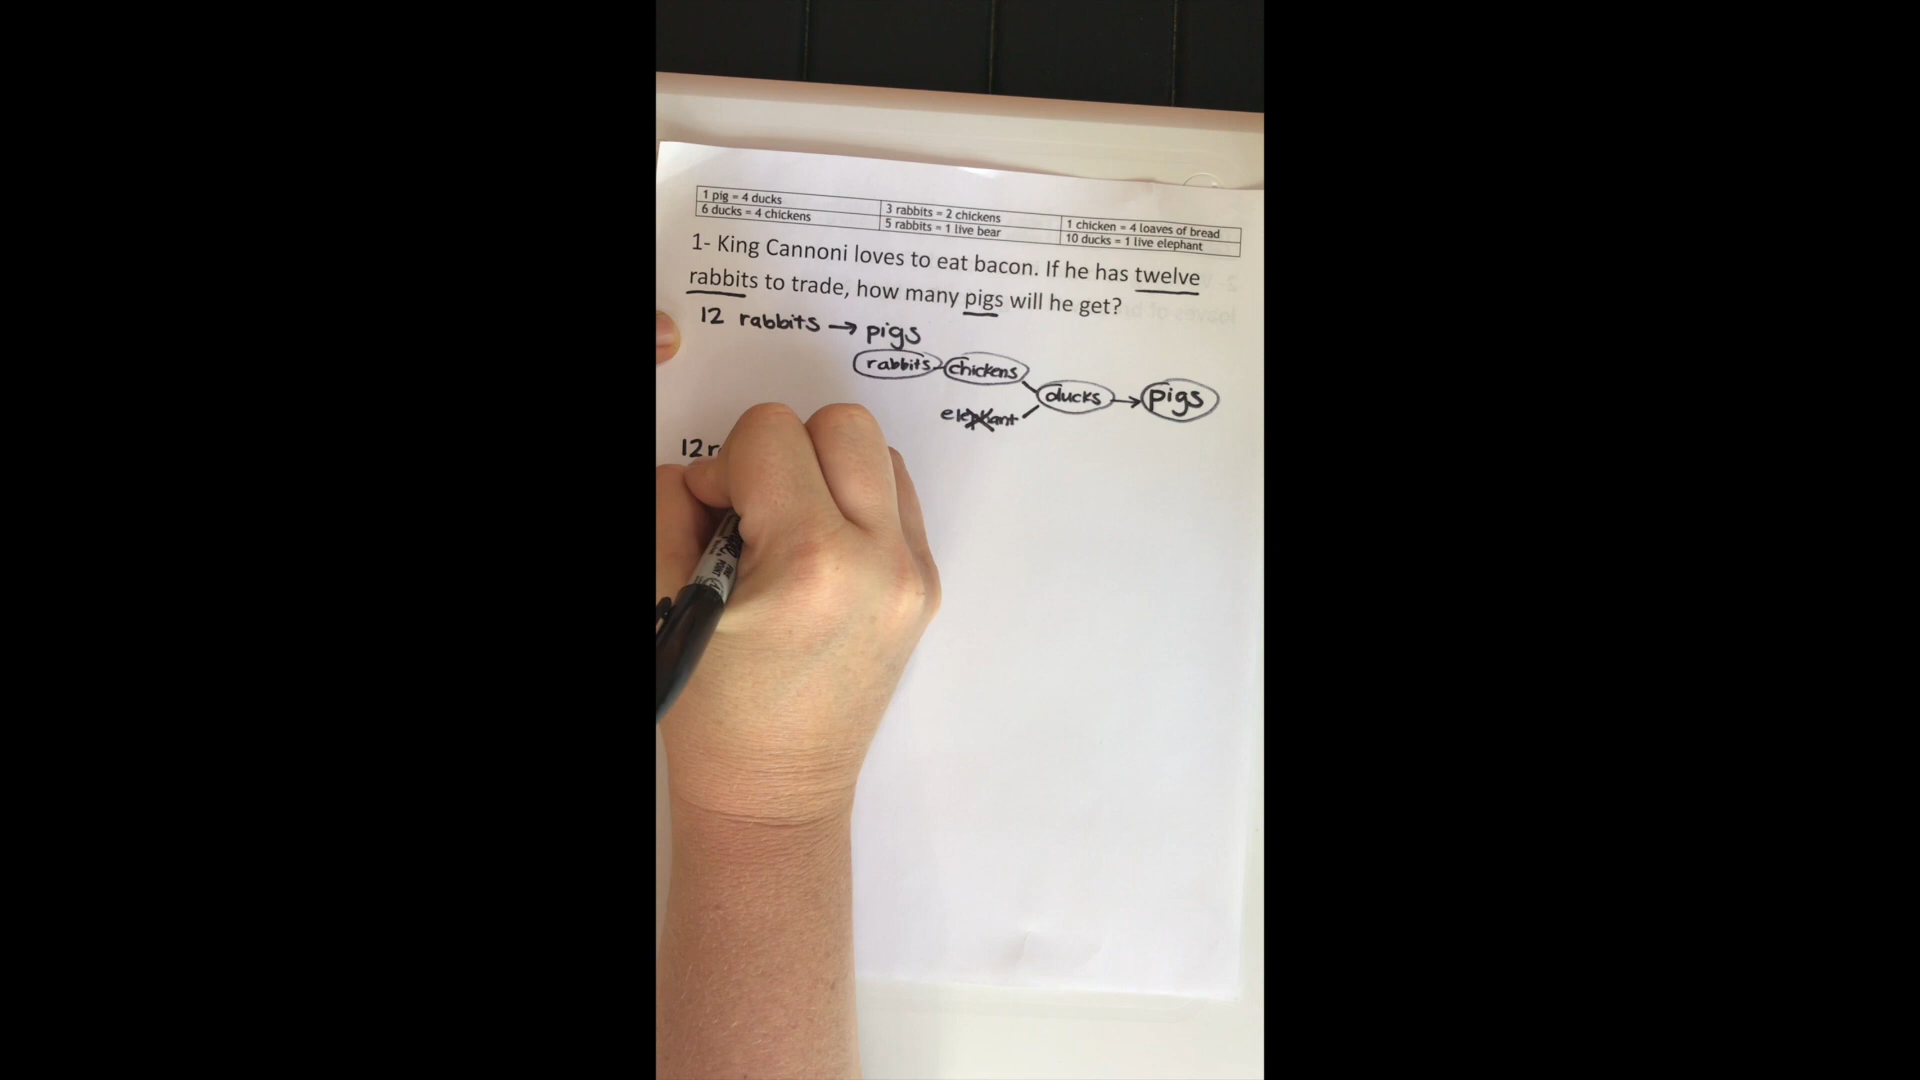 1 pig = 4 ducks
3 rabbits = 2 chickens
1 chicken = 4 loaves of bread
6 ducks = 4 chickens
5 rabbits = 1 live bear
10 ducks = 1 live elephant
1- King Cannoni loves to eat bacon. If he has twelve
rabbits to trade, how many pigs will he get?
12 rabbits → pigs
rabbits - chickens
ducks → pigs
elephant
12 r